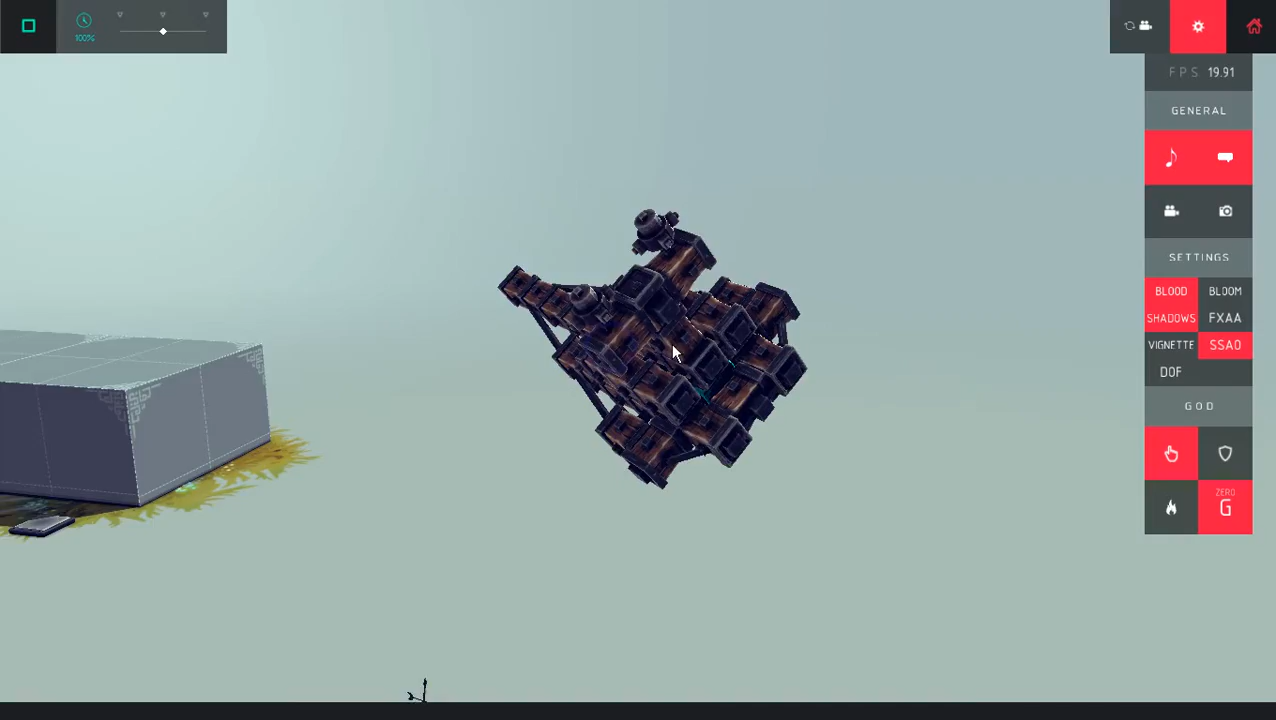 100%
FPS 19.91
GENERAL
SETTINGS
BLOOD BLOOM
SHADOWS FXAA
VIGNETTE SSAO
DOF
GOD
ZERO
G